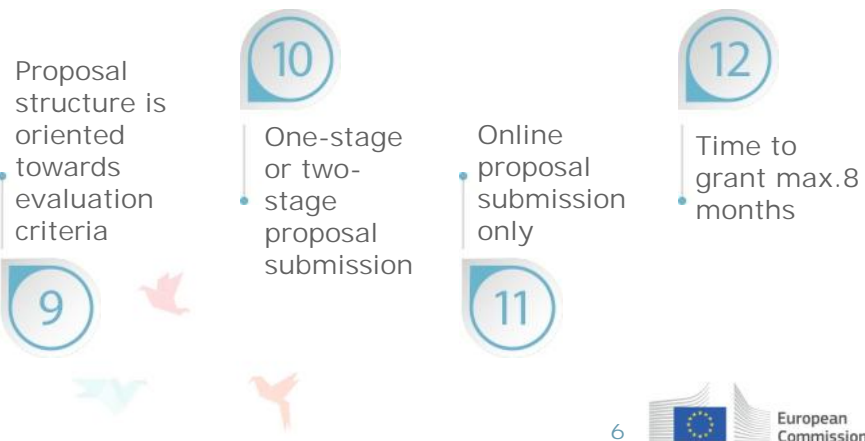 Proposal
structure is
oriented
towards
evaluation
criteria
9
10
One-stage
or two-
stage
proposal
submission
Online
proposal
submission
only
11
12
Time to
grant max.8
months
6
European
Commission